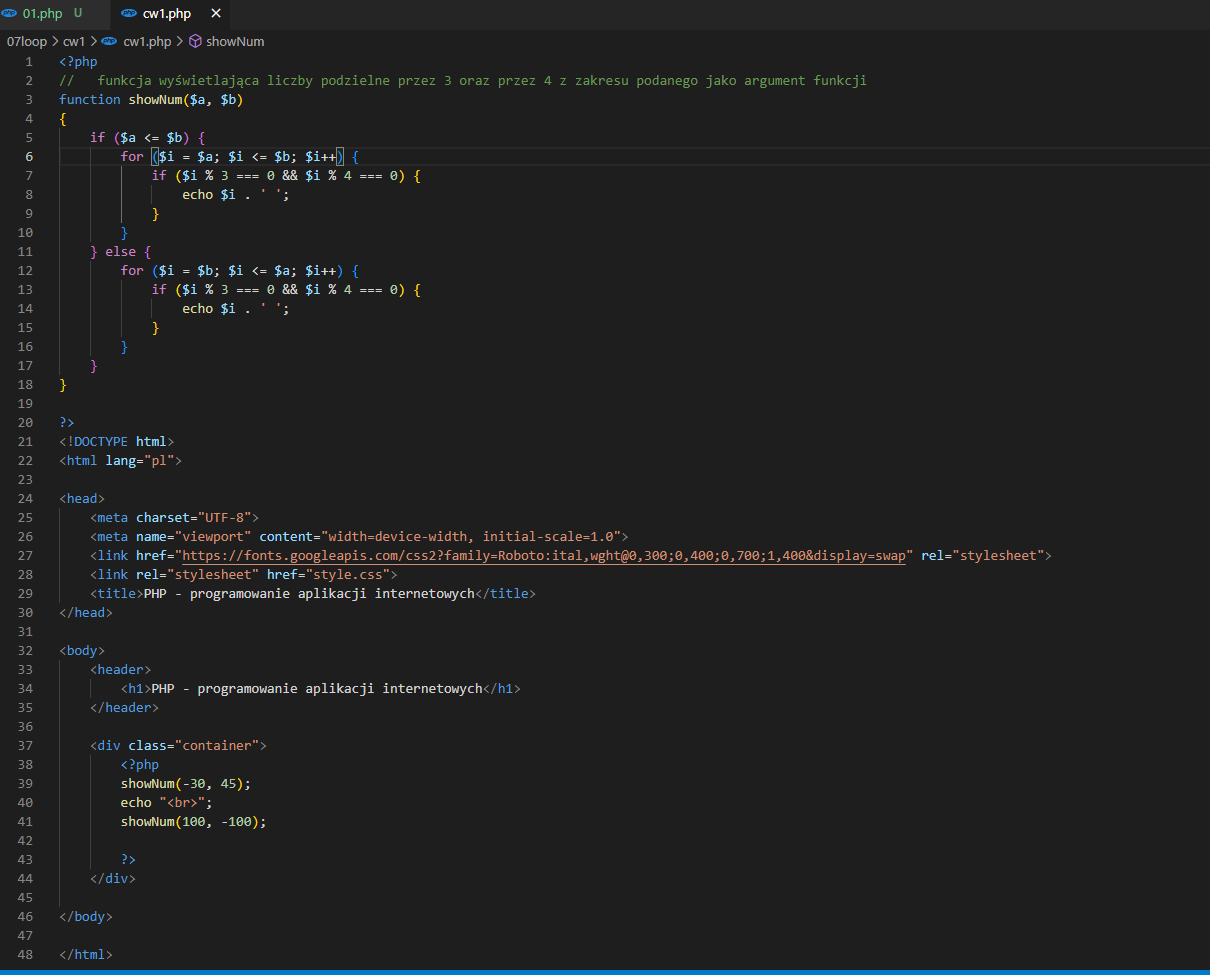 01.php U cw1.php ×
07loop > cw1 > cw1.php > showNum
1 <?php
2 //   funkcja wyświetlająca liczby podzielne przez 3 oraz przez 4 z zakresu podanego jako argument funkcji
3 function showNum($a, $b)
4 {
5     if ($a <= $b) {
6         for ($i = $a; $i <= $b; $i++) {
7             if ($i % 3 === 0 && $i % 4 === 0) {
8                 echo $i . ' ';
9             }
10         }
11     } else {
12         for ($i = $b; $i <= $a; $i++) {
13             if ($i % 3 === 0 && $i % 4 === 0) {
14                 echo $i . ' ';
15             }
16         }
17     }
18 }
19
20 ?>
21 <!DOCTYPE html>
22 <html lang="pl">
23
24 <head>
25     <meta charset="UTF-8">
26     <meta name="viewport" content="width=device-width, initial-scale=1.0">
27     <link href="https://fonts.googleapis.com/css2?family=Roboto:ital,wght@0,300;0,400;0,700;1,400&display=swap" rel="stylesheet">
28     <link rel="stylesheet" href="style.css">
29     <title>PHP - programowanie aplikacji internetowych</title>
30 </head>
31
32 <body>
33     <header>
34         <h1>PHP - programowanie aplikacji internetowych</h1>
35     </header>
36
37     <div class="container">
38         <?php
39         showNum(-30, 45);
40         echo "<br>";
41         showNum(100, -100);
42
43         ?>
44     </div>
45
46 </body>
47
48 </html>